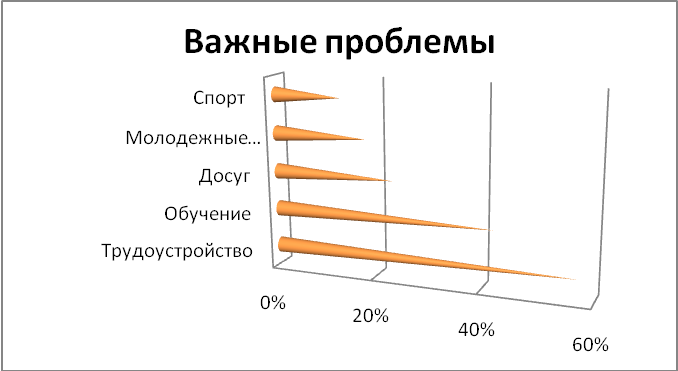 Важные проблемы
Спорт
Молодежные...
Досуг
Обучение
Трудоустройство
0%
20%
40%
60%